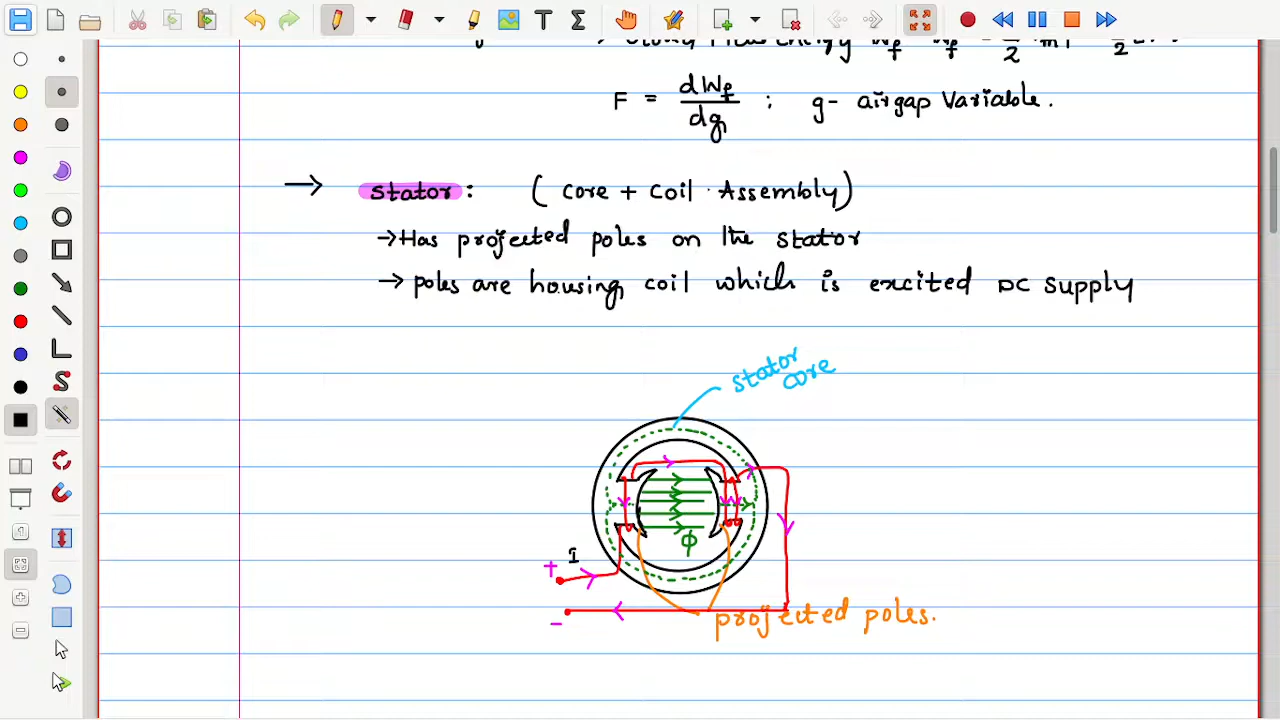 F = dWf/dg ; g- airgap Variable.
→ Stator: ( Core + Coil Assembly)
→Has projected poles on the stator
→ poles are housing coil which is excited DC Supply
stator core
ϕ
+ I
-
projected poles.